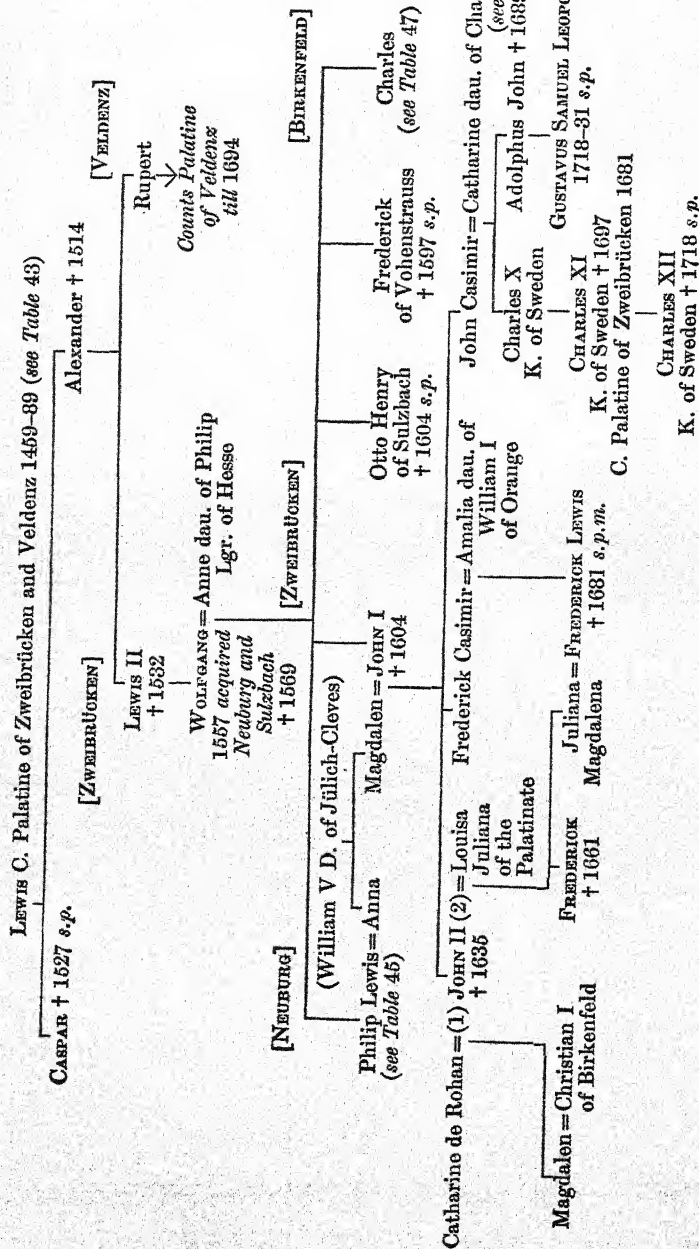 LEWIS C. Palatine of Zweibrücken and Veldenz 1459–89 (see Table 43)
CASPAR † 1527 s.p.
Alexander † 1514
[ZWEIBRÜCKEN]
[VELDENZ]
LEWIS II
† 1532
Rupert
Counts Palatine
of Veldenz
till 1694
WOLFGANG = Anne dau. of Philip
1557 acquired
Lgr. of Hesse
Neuburg and
Sulzbach
† 1569
[NEUBURG]
[ZWEIBRÜCKEN]
[BIRKENFELD]
(William V D. of Jülich-Cleves)
Philip Lewis = Anna
(see Table 45)
Magdalen = JOHN I
† 1604
Otto Henry
of Sulzbach
† 1604 s.p.
Frederick
of Vohenstrauss
† 1597 s.p.
Charles
(see Table 47)
Catharine de Rohan = (1) JOHN II (2) = Louisa
† 1635
Juliana
of the
Palatinate
Frederick Casimir = Amalia dau. of
William I
of Orange
John Casimir = Catharine dau. of Cha
(see
Magdalen = Christian I
of Birkenfeld
FREDERICK
† 1661
Juliana = FREDERICK LEWIS
Magdalena
† 1681 s.p.m.
Charles X
K. of Sweden
Adolphus John † 1689
CHARLES XI
K. of Sweden † 1697
C. Palatine of Zweibrücken 1681
GUSTAVUS SAMUEL LEOPO
1718–31 s.p.
CHARLES XII
K. of Sweden † 1718 s.p.